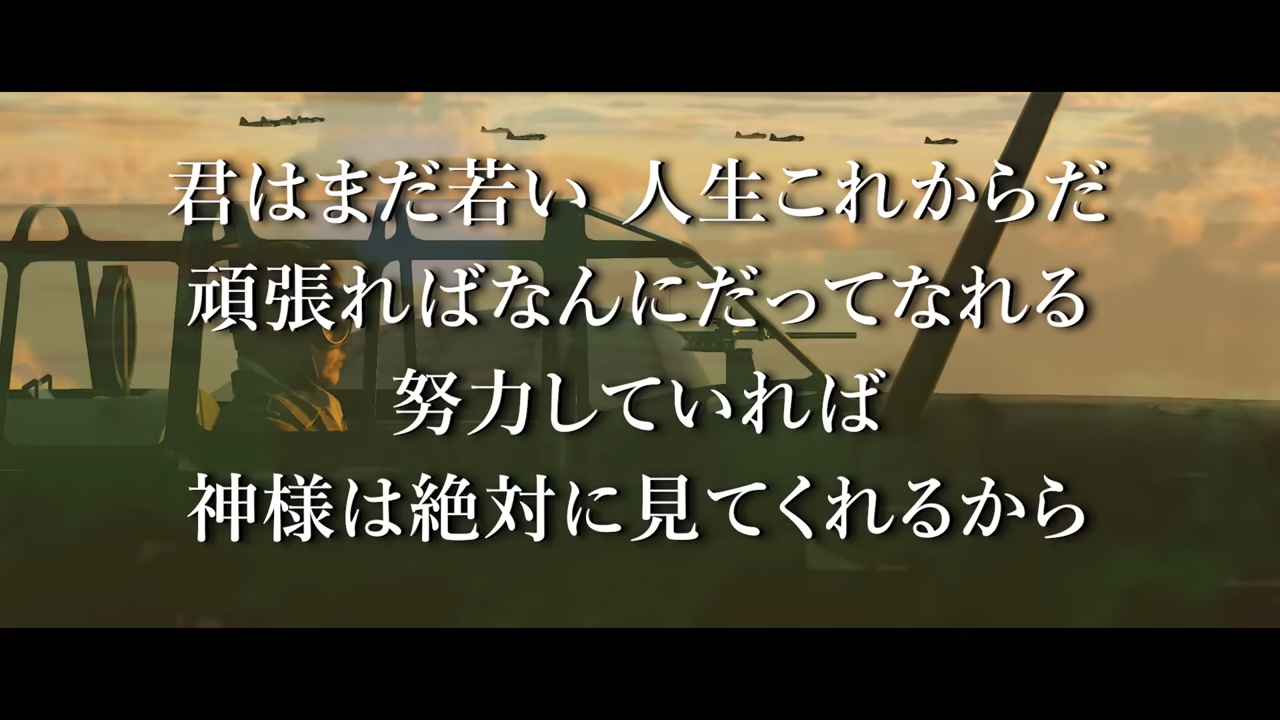 君はまだ若い 人生これからだ
頑張ればなんにだってなれる
努力していれば
神様は絶対に見てくれるから